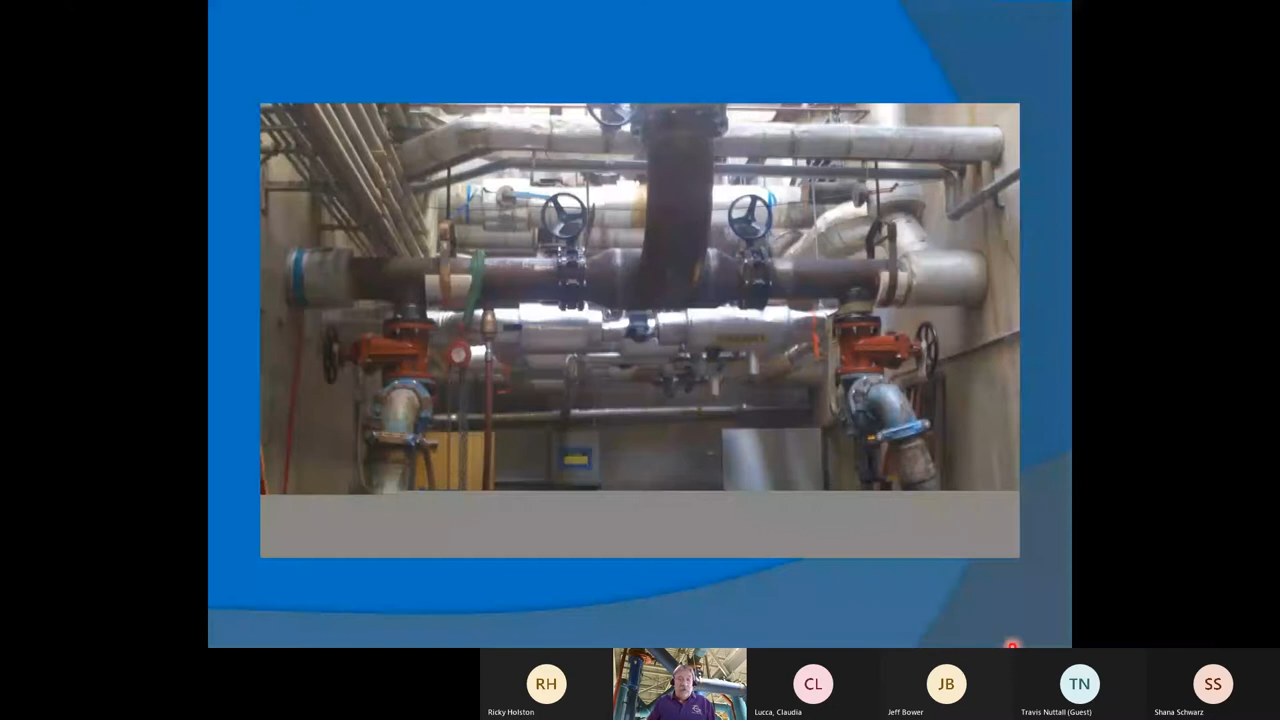 RH
CL
JB
TN
SS
Ricky Holston
Lucca, Claudia
Jeff Bower
Travis Nuttall (Guest)
Shana Schwarz